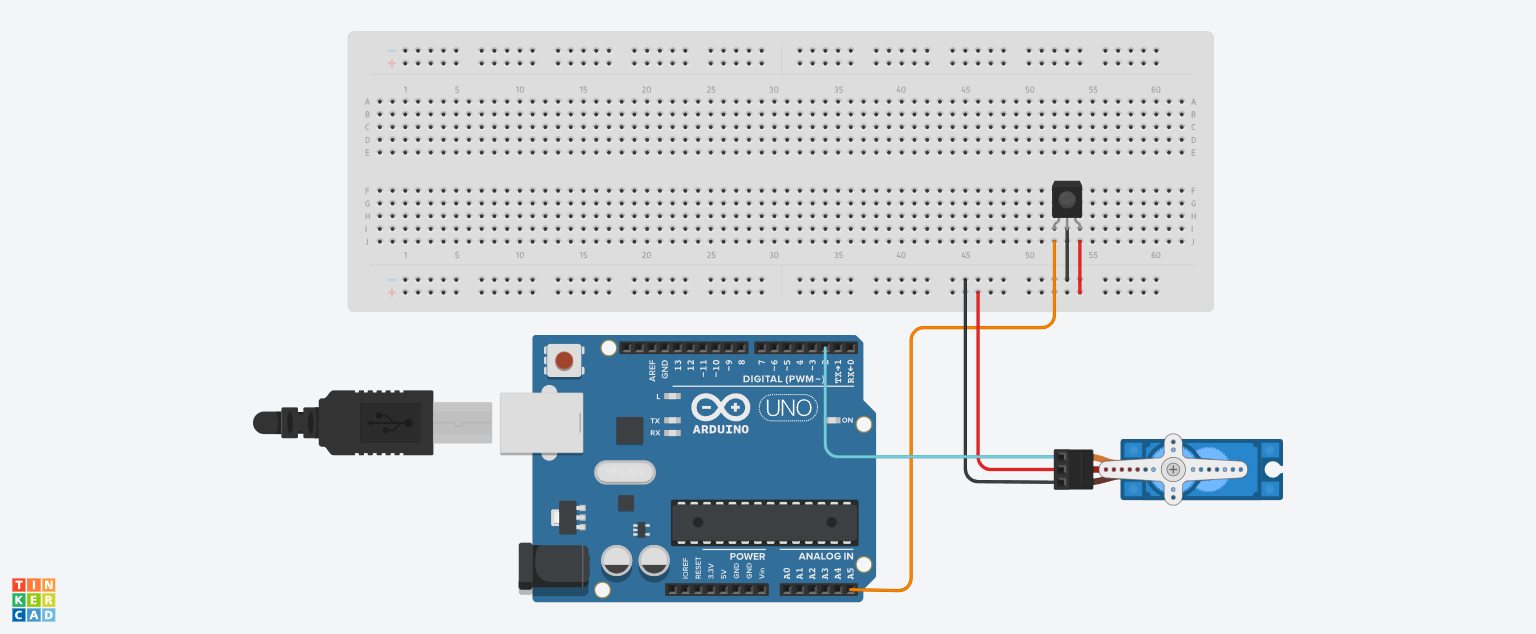 1 5 10 15 20 25 30 35 40 45 50 55 60
A A
B B
C C
D D
E E
F F
G G
H H
I I
J J
1 5 10 15 20 25 30 35 40 45 50 55 60
AREF GND 13 12 ~11 ~10 ~9 8 7 ~6 ~5 4 ~3 TX→1 RX←0
DIGITAL (PWM~)
L
TX
RX
ARDUINO
UNO
ON
POWER
ANALOG IN
IOREF RESET 3.3V 5V GND GND Vin A0 A1 A2 A3 A4 A5
TIN
KER
CAD